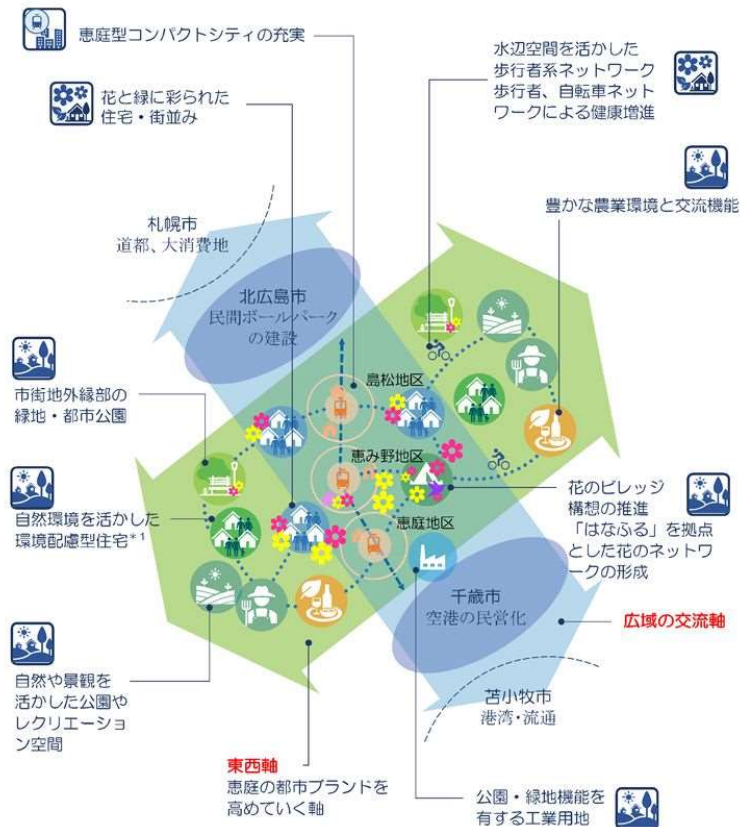 恵庭型コンパクトシティの充実
水辺空間を活かした
歩行者系ネットワーク
歩行者、自転車ネット
ワークによる健康増進
花と緑に彩られた
住宅・街並み
豊かな農業環境と交流機能
札幌市
道都、大消費地
北広島市
民間ボールパーク
の建設
島松地区
市街地外縁部の
緑地・都市公園
恵み野地区
自然環境を活かした
環境配慮型住宅*1
恵庭地区
花のビレッジ
構想の推進
「はなふる」を拠点
とした花のネットワ
ークの形成
千歳市
空港の民営化
広域の交流軸
自然や景観を
活かした公園や
レクリエーショ
ン空間
苫小牧市
港湾・流通
東西軸
恵庭の都市ブランドを
高めていく軸
公園・緑地機能を
有する工業用地